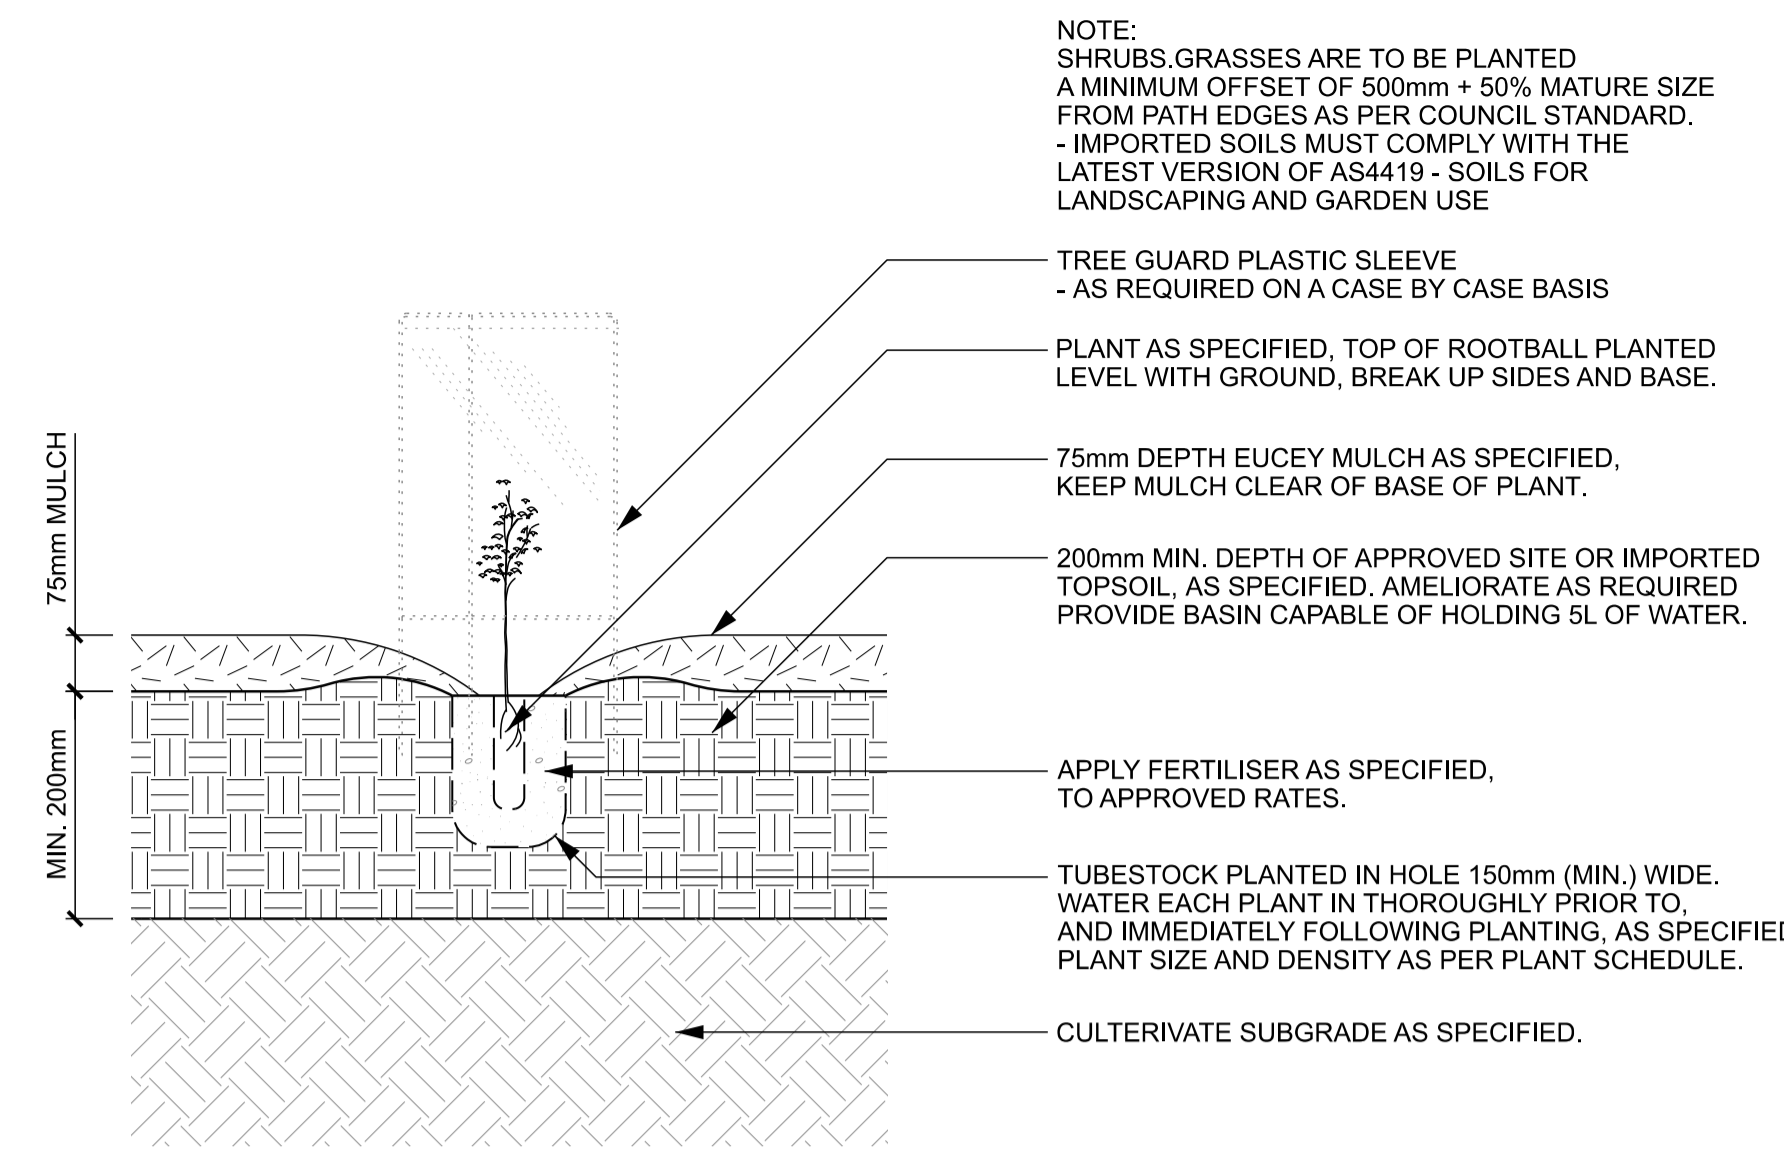 NOTE:
SHRUBS.GRASSES ARE TO BE PLANTED
A MINIMUM OFFSET OF 500mm + 50% MATURE SIZE
FROM PATH EDGES AS PER COUNCIL STANDARD.
- IMPORTED SOILS MUST COMPLY WITH THE
LATEST VERSION OF AS4419 - SOILS FOR
LANDSCAPING AND GARDEN USE
TREE GUARD PLASTIC SLEEVE
- AS REQUIRED ON A CASE BY CASE BASIS
PLANT AS SPECIFIED, TOP OF ROOTBALL PLANTED
LEVEL WITH GROUND, BREAK UP SIDES AND BASE.
75mm DEPTH EUCEY MULCH AS SPECIFIED,
KEEP MULCH CLEAR OF BASE OF PLANT.
200mm MIN. DEPTH OF APPROVED SITE OR IMPORTED
TOPSOIL, AS SPECIFIED. AMELIORATE AS REQUIRED
PROVIDE BASIN CAPABLE OF HOLDING 5L OF WATER.
APPLY FERTILISER AS SPECIFIED,
TO APPROVED RATES.
TUBESTOCK PLANTED IN HOLE 150mm (MIN.) WIDE.
WATER EACH PLANT IN THOROUGHLY PRIOR TO,
AND IMMEDIATELY FOLLOWING PLANTING, AS SPECIFIED
PLANT SIZE AND DENSITY AS PER PLANT SCHEDULE.
CULTERIVATE SUBGRADE AS SPECIFIED.
75mm MULCH
MIN. 200mm